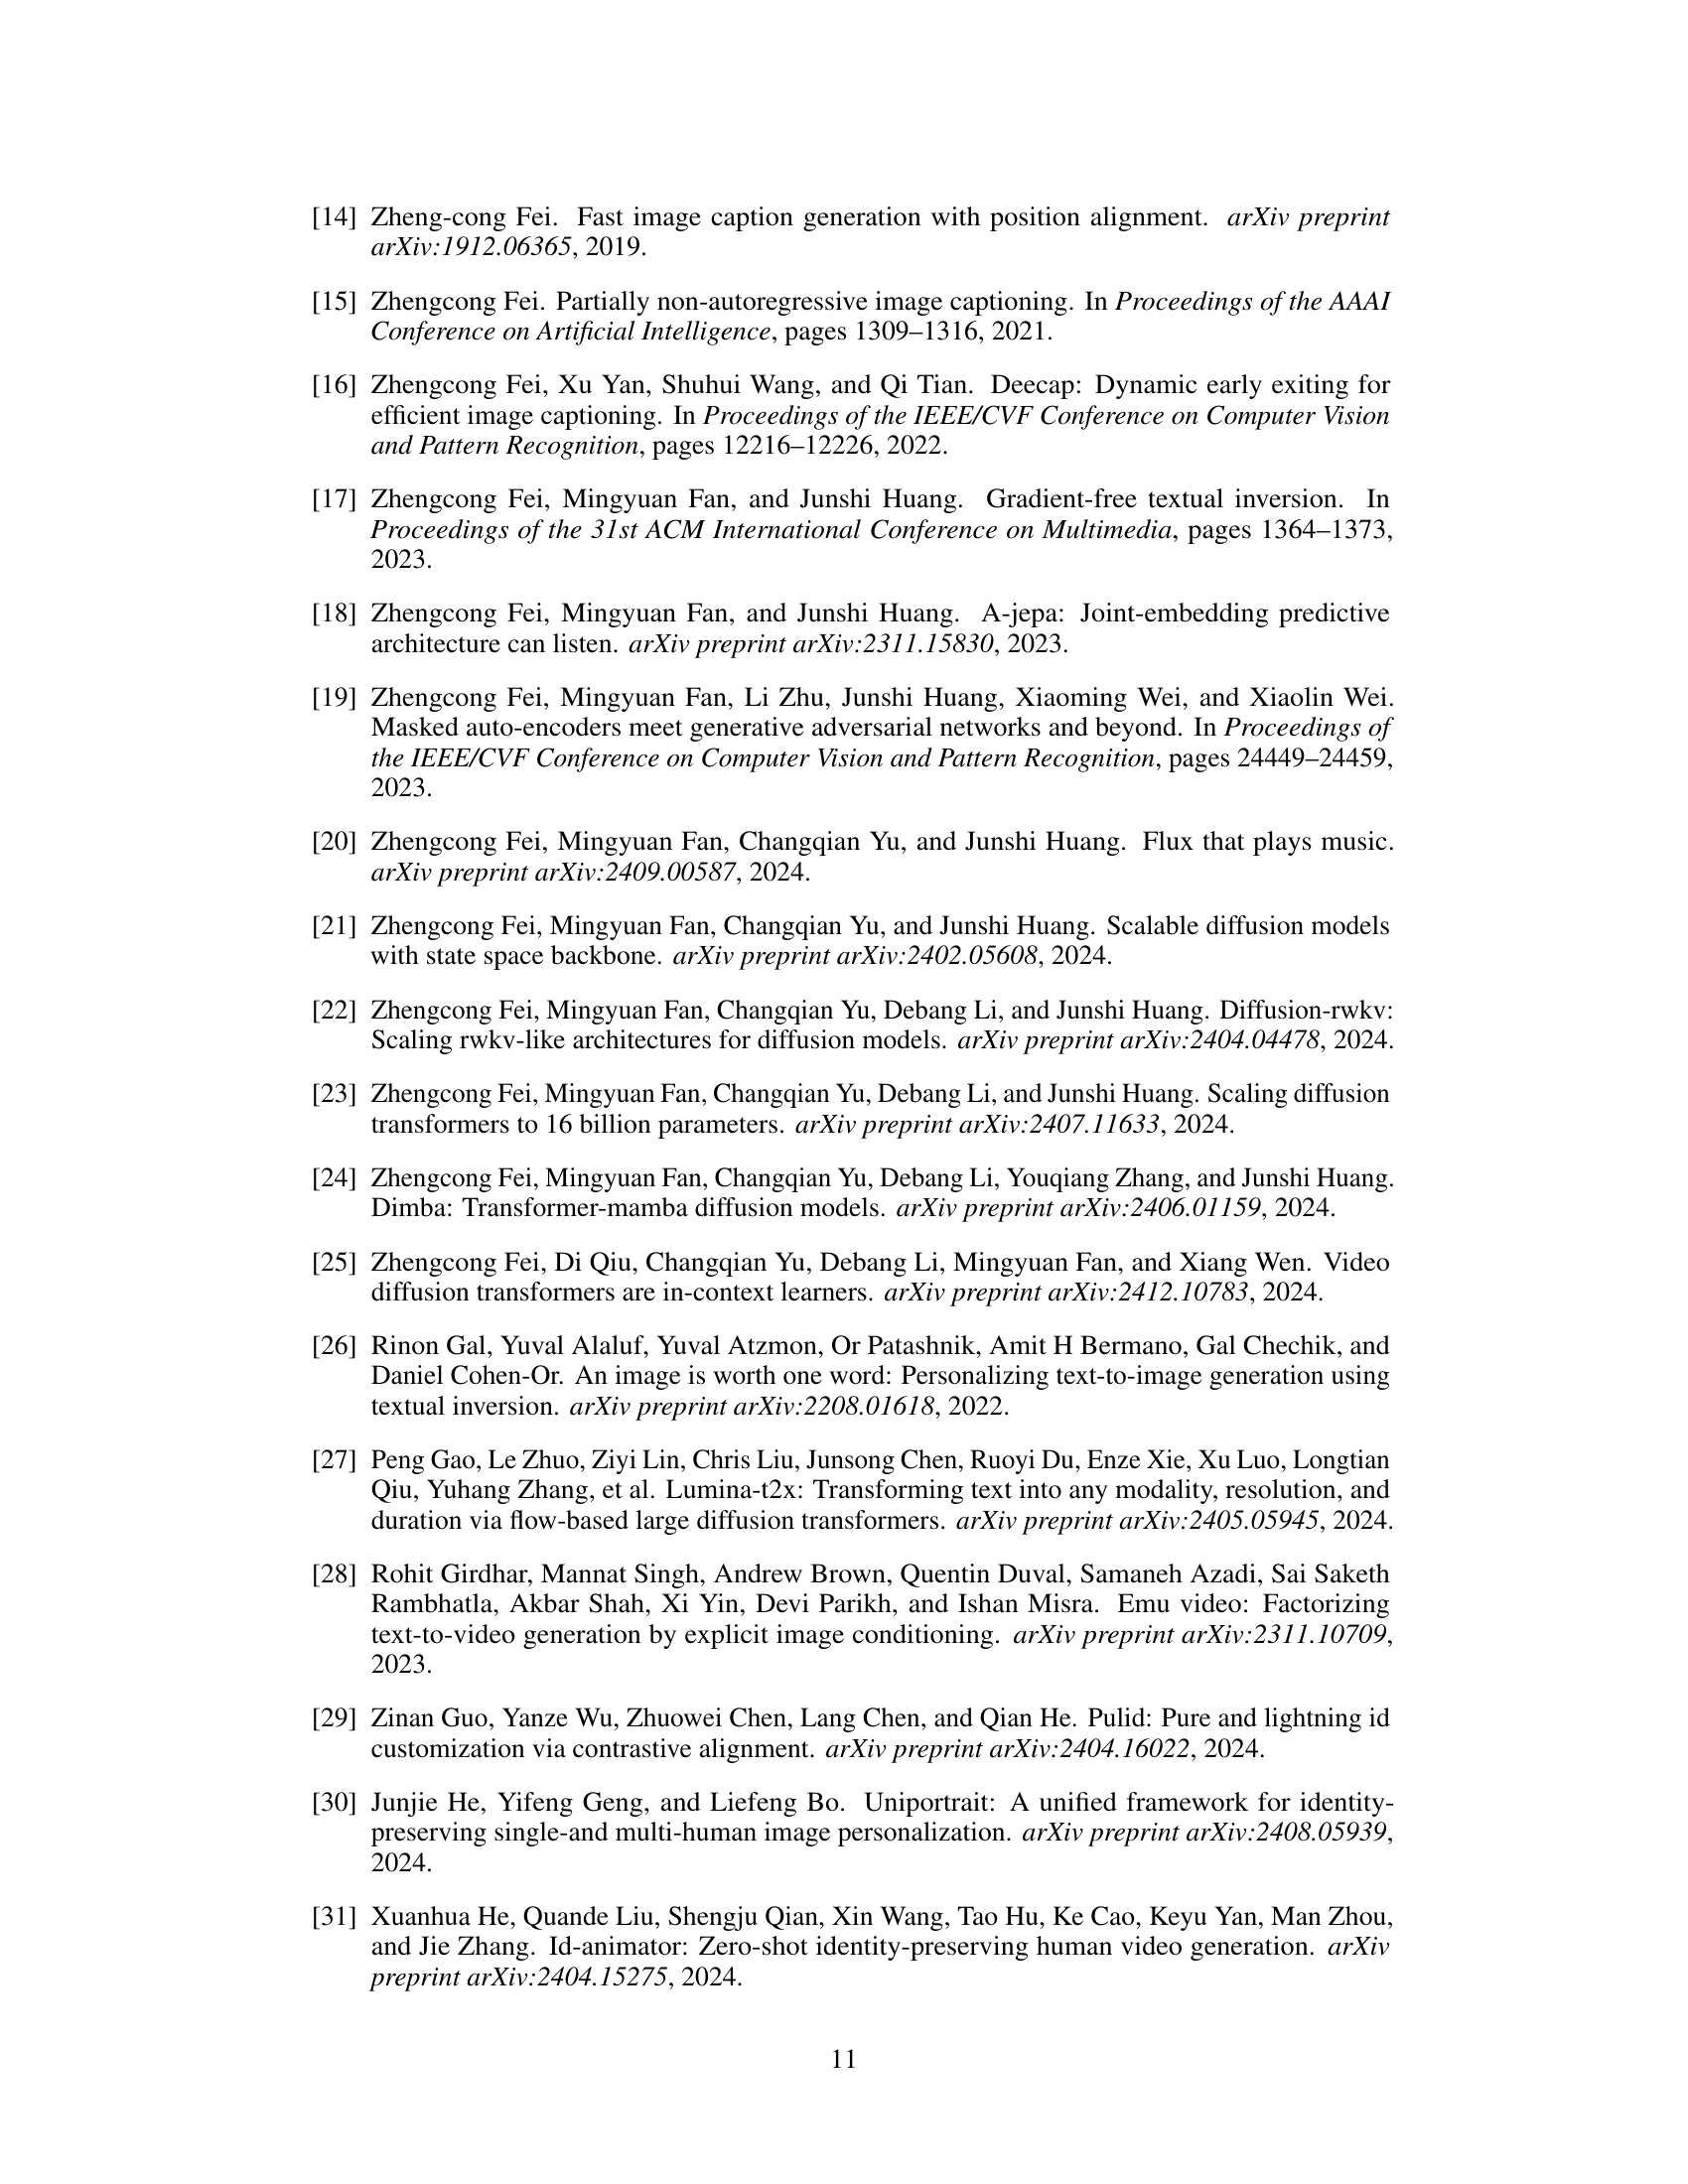 [14] Zheng-cong Fei. Fast image caption generation with position alignment. arXiv preprint
arXiv:1912.06365, 2019.
[15] Zhengcong Fei. Partially non-autoregressive image captioning. In Proceedings of the AAAI
Conference on Artificial Intelligence, pages 1309–1316, 2021.
[16] Zhengcong Fei, Xu Yan, Shuhui Wang, and Qi Tian. Deecap: Dynamic early exiting for
efficient image captioning. In Proceedings of the IEEE/CVF Conference on Computer Vision
and Pattern Recognition, pages 12216–12226, 2022.
[17] Zhengcong Fei, Mingyuan Fan, and Junshi Huang. Gradient-free textual inversion. In
Proceedings of the 31st ACM International Conference on Multimedia, pages 1364–1373,
2023.
[18] Zhengcong Fei, Mingyuan Fan, and Junshi Huang. A-jepa: Joint-embedding predictive
architecture can listen. arXiv preprint arXiv:2311.15830, 2023.
[19] Zhengcong Fei, Mingyuan Fan, Li Zhu, Junshi Huang, Xiaoming Wei, and Xiaolin Wei.
Masked auto-encoders meet generative adversarial networks and beyond. In Proceedings of
the IEEE/CVF Conference on Computer Vision and Pattern Recognition, pages 24449–24459,
2023.
[20] Zhengcong Fei, Mingyuan Fan, Changqian Yu, and Junshi Huang. Flux that plays music.
arXiv preprint arXiv:2409.00587, 2024.
[21] Zhengcong Fei, Mingyuan Fan, Changqian Yu, and Junshi Huang. Scalable diffusion models
with state space backbone. arXiv preprint arXiv:2402.05608, 2024.
[22] Zhengcong Fei, Mingyuan Fan, Changqian Yu, Debang Li, and Junshi Huang. Diffusion-rwkv:
Scaling rwkv-like architectures for diffusion models. arXiv preprint arXiv:2404.04478, 2024.
[23] Zhengcong Fei, Mingyuan Fan, Changqian Yu, Debang Li, and Junshi Huang. Scaling diffusion
transformers to 16 billion parameters. arXiv preprint arXiv:2407.11633, 2024.
[24] Zhengcong Fei, Mingyuan Fan, Changqian Yu, Debang Li, Youqiang Zhang, and Junshi Huang.
Dimba: Transformer-mamba diffusion models. arXiv preprint arXiv:2406.01159, 2024.
[25] Zhengcong Fei, Di Qiu, Changqian Yu, Debang Li, Mingyuan Fan, and Xiang Wen. Video
diffusion transformers are in-context learners. arXiv preprint arXiv:2412.10783, 2024.
[26] Rinon Gal, Yuval Alaluf, Yuval Atzmon, Or Patashnik, Amit H Bermano, Gal Chechik, and
Daniel Cohen-Or. An image is worth one word: Personalizing text-to-image generation using
textual inversion. arXiv preprint arXiv:2208.01618, 2022.
[27] Peng Gao, Le Zhuo, Ziyi Lin, Chris Liu, Junsong Chen, Ruoyi Du, Enze Xie, Xu Luo, Longtian
Qiu, Yuhang Zhang, et al. Lumina-t2x: Transforming text into any modality, resolution, and
duration via flow-based large diffusion transformers. arXiv preprint arXiv:2405.05945, 2024.
[28] Rohit Girdhar, Mannat Singh, Andrew Brown, Quentin Duval, Samaneh Azadi, Sai Saketh
Rambhatla, Akbar Shah, Xi Yin, Devi Parikh, and Ishan Misra. Emu video: Factorizing
text-to-video generation by explicit image conditioning. arXiv preprint arXiv:2311.10709,
2023.
[29] Zinan Guo, Yanze Wu, Zhuowei Chen, Lang Chen, and Qian He. Pulid: Pure and lightning id
customization via contrastive alignment. arXiv preprint arXiv:2404.16022, 2024.
[30] Junjie He, Yifeng Geng, and Liefeng Bo. Uniportrait: A unified framework for identity-
preserving single-and multi-human image personalization. arXiv preprint arXiv:2408.05939,
2024.
[31] Xuanhua He, Quande Liu, Shengju Qian, Xin Wang, Tao Hu, Ke Cao, Keyu Yan, Man Zhou,
and Jie Zhang. Id-animator: Zero-shot identity-preserving human video generation. arXiv
preprint arXiv:2404.15275, 2024.
11